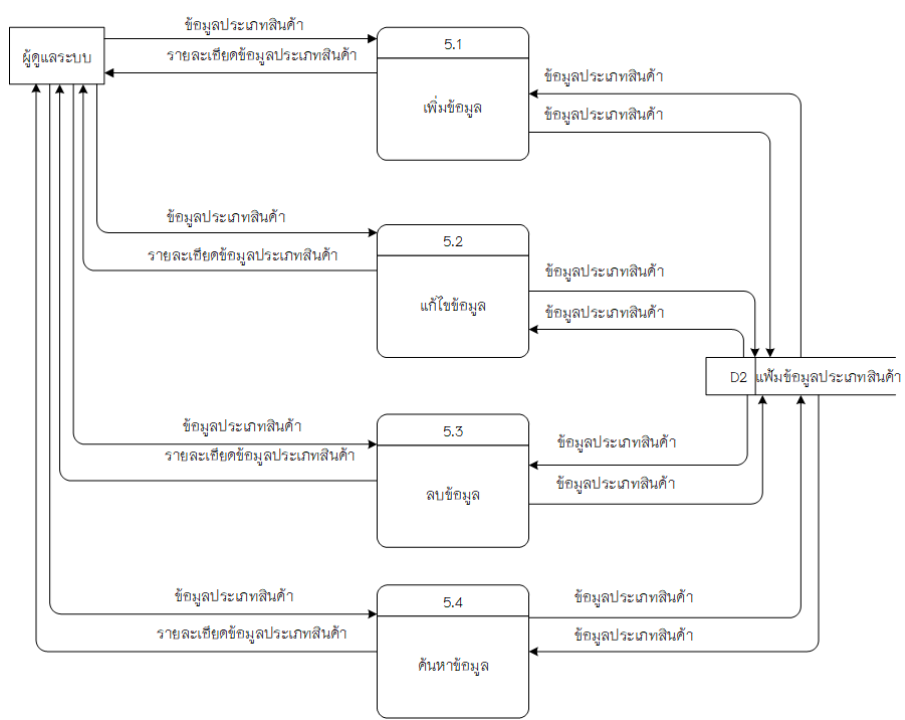 ข้อมูลประเภทสินค้า
ผู้ดูแลระบบ
รายละเอียดข้อมูลประเภทสินค้า
5.1
เพิ่มข้อมูล
ข้อมูลประเภทสินค้า
ข้อมูลประเภทสินค้า
ข้อมูลประเภทสินค้า
รายละเอียดข้อมูลประเภทสินค้า
5.2
แก้ไขข้อมูล
ข้อมูลประเภทสินค้า
ข้อมูลประเภทสินค้า
D2 แฟ้มข้อมูลประเภทสินค้า
ข้อมูลประเภทสินค้า
รายละเอียดข้อมูลประเภทสินค้า
5.3
ลบข้อมูล
ข้อมูลประเภทสินค้า
ข้อมูลประเภทสินค้า
ข้อมูลประเภทสินค้า
รายละเอียดข้อมูลประเภทสินค้า
5.4
ค้นหาข้อมูล
ข้อมูลประเภทสินค้า
ข้อมูลประเภทสินค้า